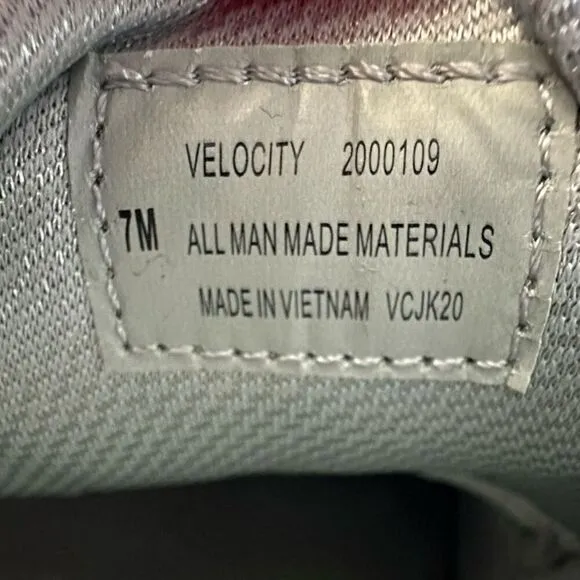 VELOCITY 2000109
7M ALL MAN MADE MATERIALS
MADE IN VIETNAM VCJK20